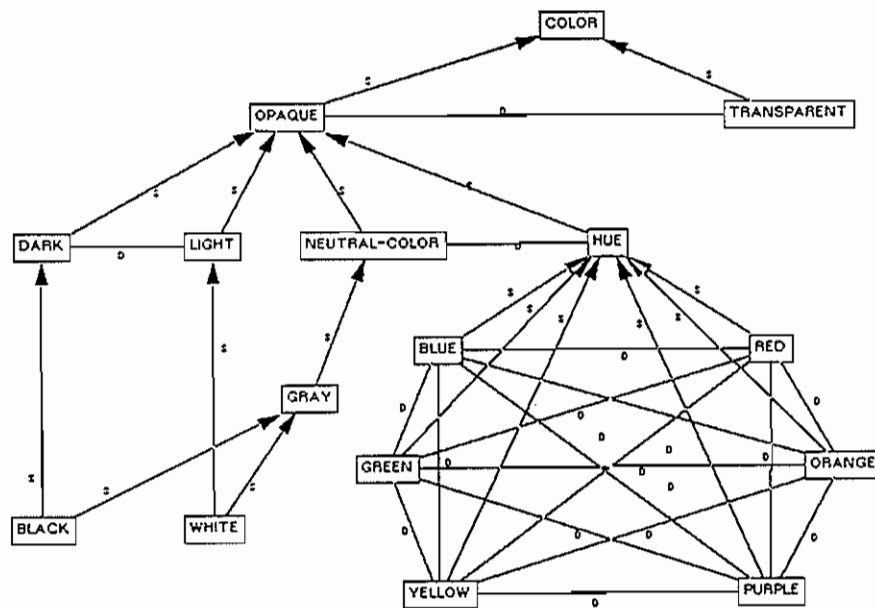 COLOR
S
S
OPAQUE
D
TRANSPARENT
S
S
S
S
DARK
D
LIGHT
NEUTRAL-COLOR
D
HUE
S
S
S
S
S
S
S
S
BLUE
D
RED
GRAY
D
D
D
D
D
D
GREEN
D
D
D
ORANGE
S
S
S
D
BLACK
WHITE
D
D
D
D
YELLOW
D
PURPLE